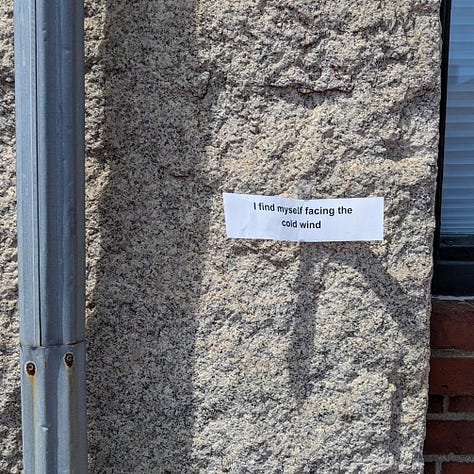 I find myself facing the
cold wind